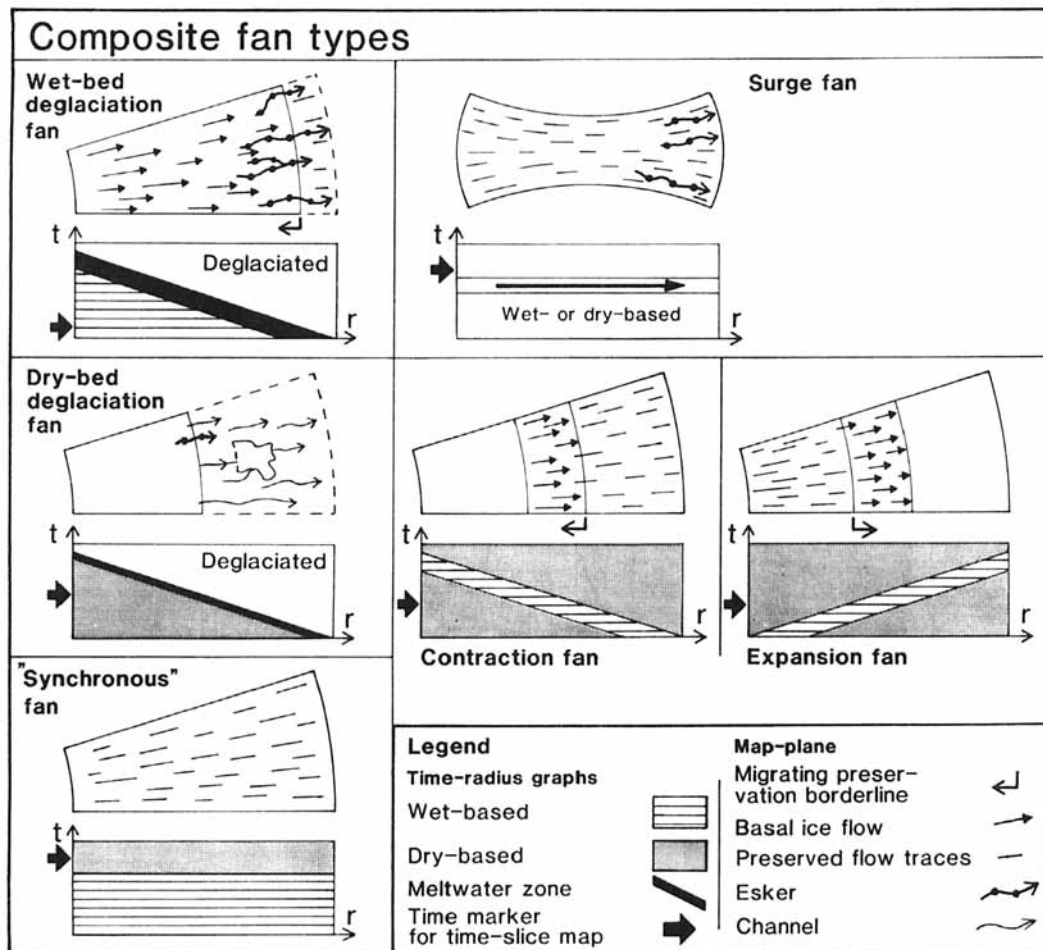 Composite fan types
Wet-bed
deglaciation
fan
t
Deglaciated
r
Surge fan
t
Wet- or dry-based
r
Dry-bed
deglaciation
fan
t
Deglaciated
r
t
r
Contraction fan
t
r
Expansion fan
"Synchronous"
fan
t
r
Legend
Time-radius graphs
Wet-based
Dry-based
Meltwater zone
Time marker
for time-slice map
Map-plane
Migrating preser-
vation borderline
Basal ice flow
Preserved flow traces
Esker
Channel